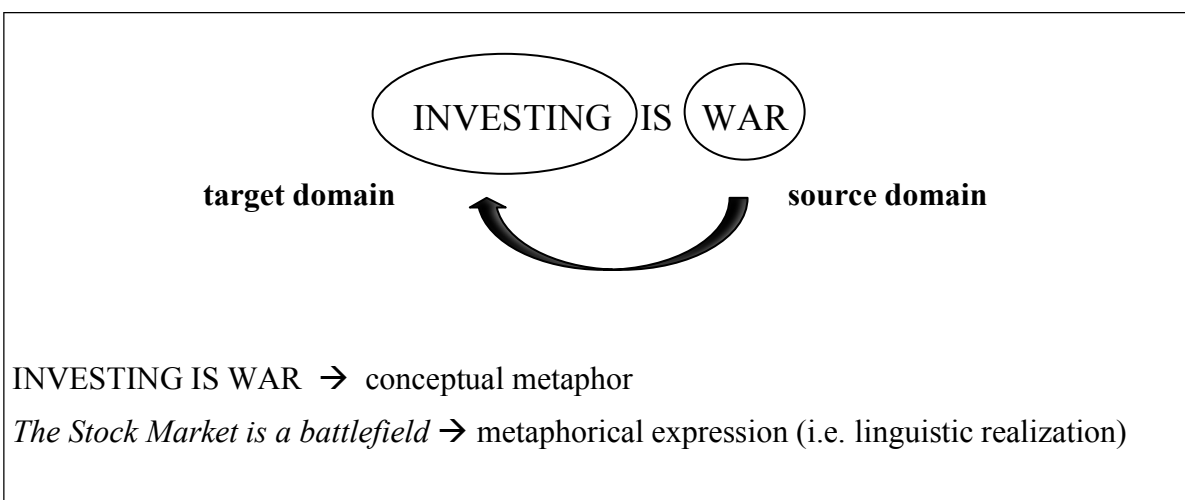 INVESTING IS WAR
target domain source domain
INVESTING IS WAR → conceptual metaphor
The Stock Market is a battlefield → metaphorical expression (i.e. linguistic realization)